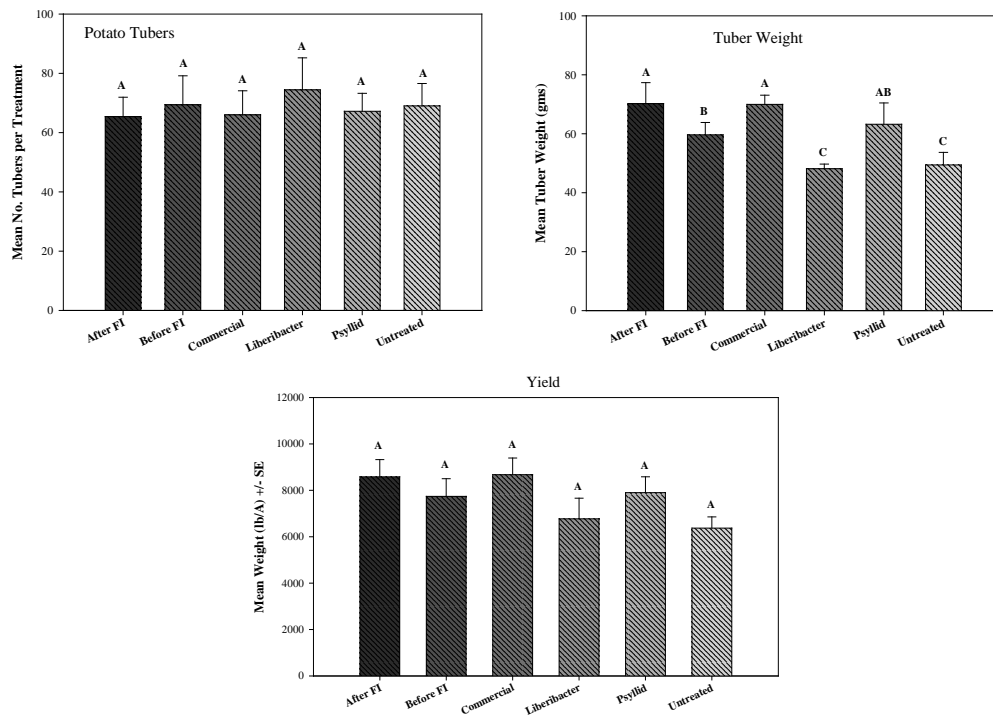 Potato Tubers
Mean No. Tubers per Treatment
100
80
60
40
20
0
A A A A A A
After FI Before FI Commercial Liberibacter Psyllid Untreated
Tuber Weight
Mean Tuber Weight (gms)
100
80
60
40
20
0
A B A C AB C
After FI Before FI Commercial Liberibacter Psyllid Untreated
Yield
Mean Weight (lb/A) +/- SE
12000
10000
8000
6000
4000
2000
0
A A A A A A
After FI Before FI Commercial Liberibacter Psyllid Untreated